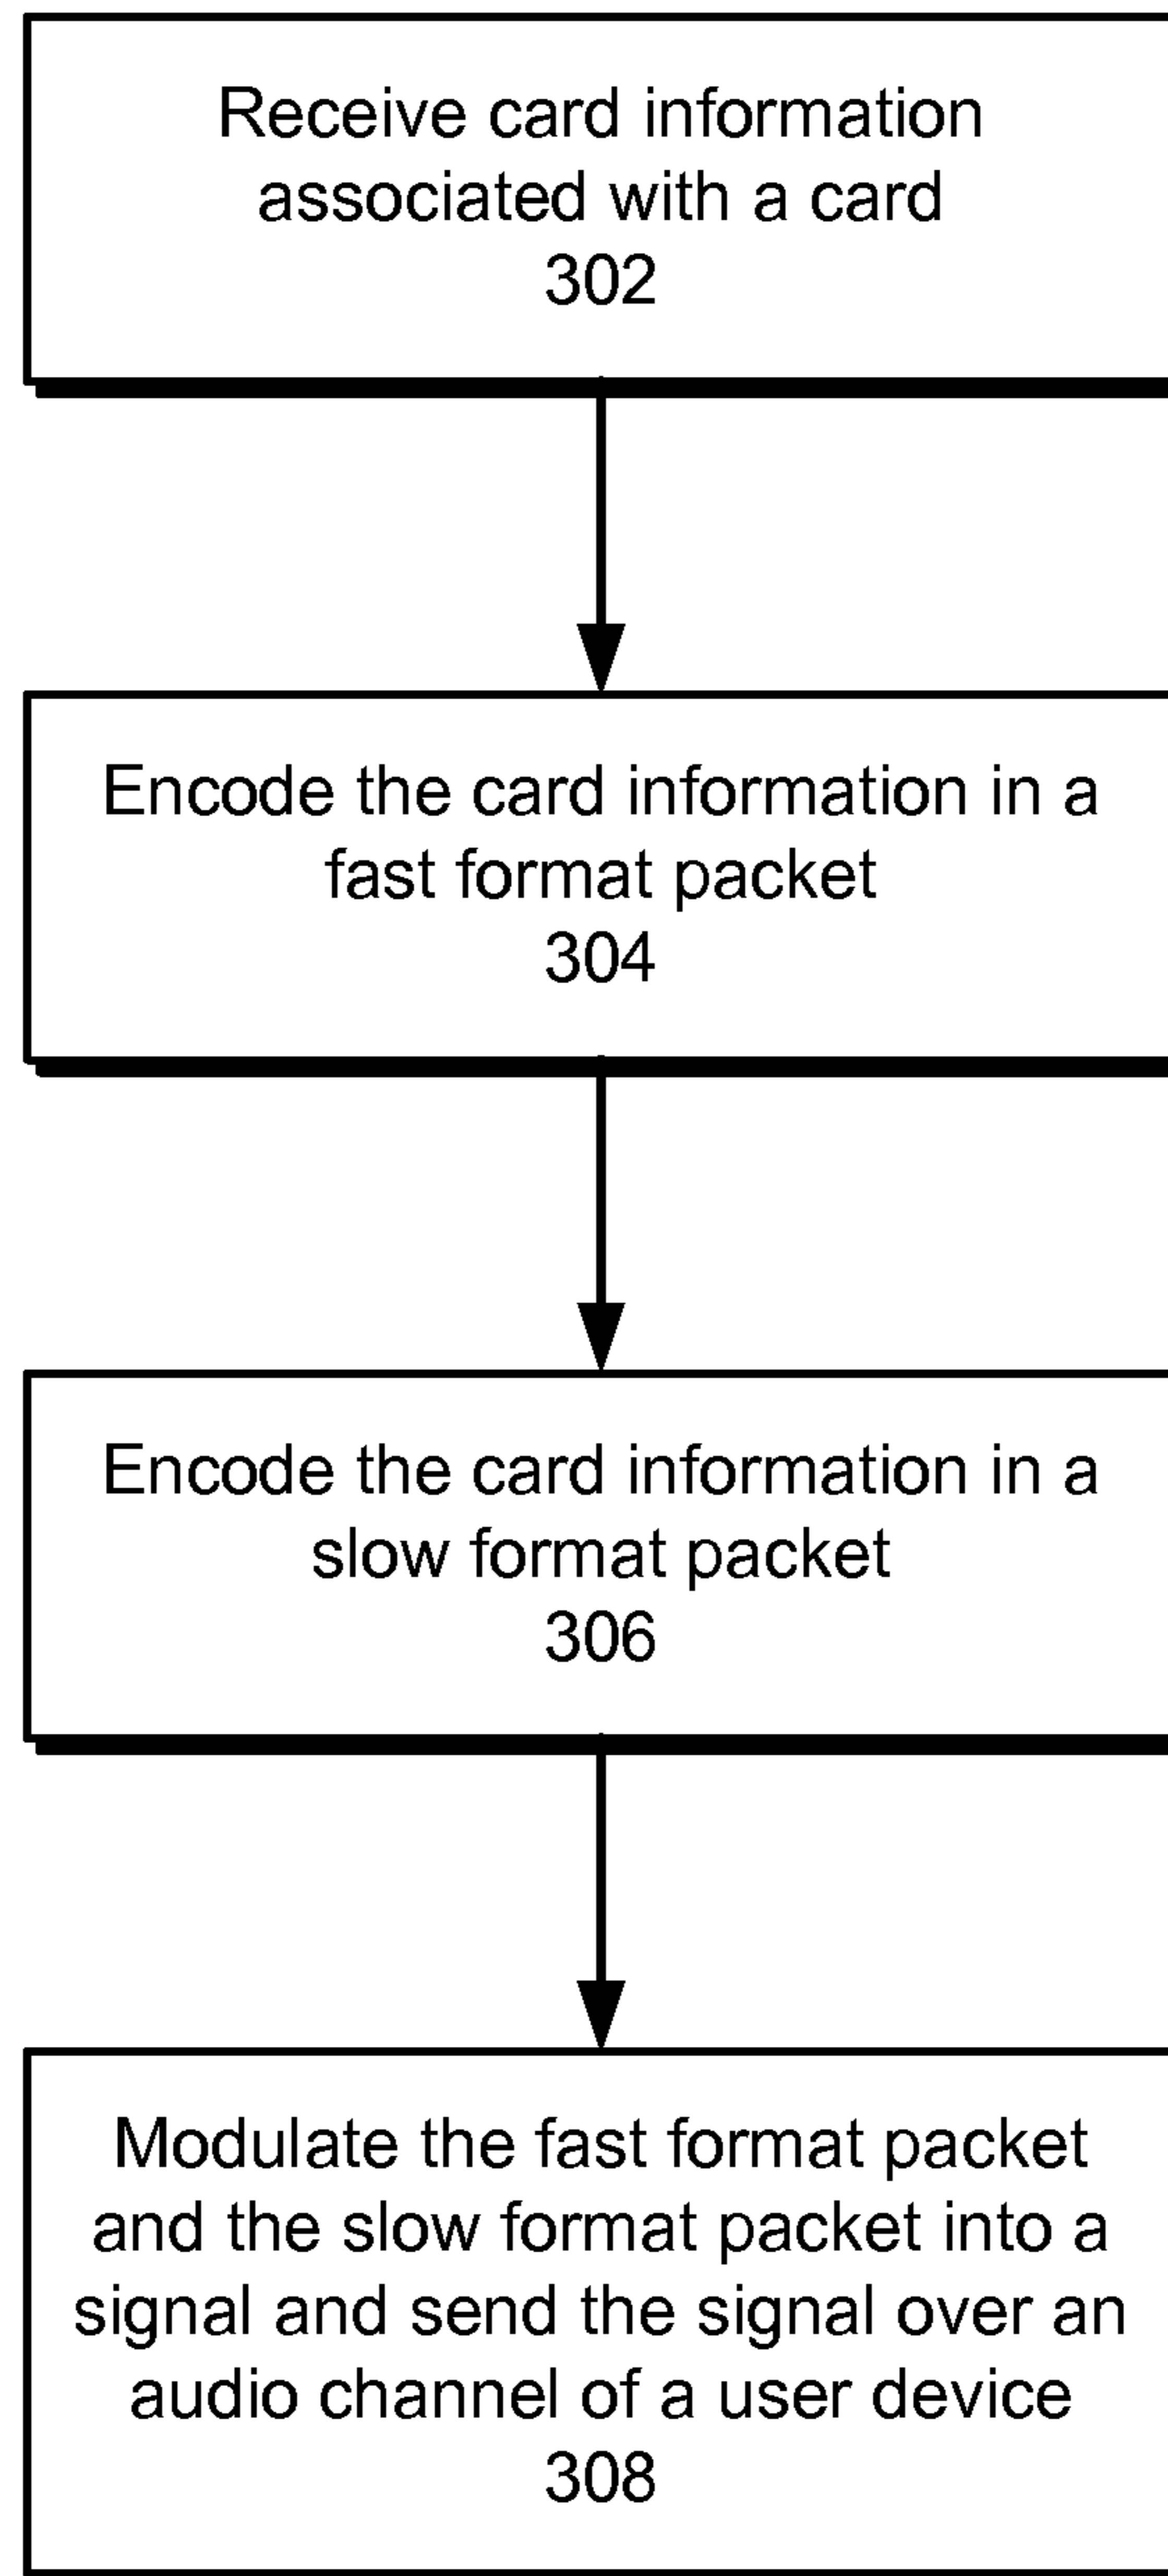 Receive card information
associated with a card
302
Encode the card information in a
fast format packet
304
Encode the card information in a
slow format packet
306
Modulate the fast format packet
and the slow format packet into a
signal and send the signal over an
audio channel of a user device
308